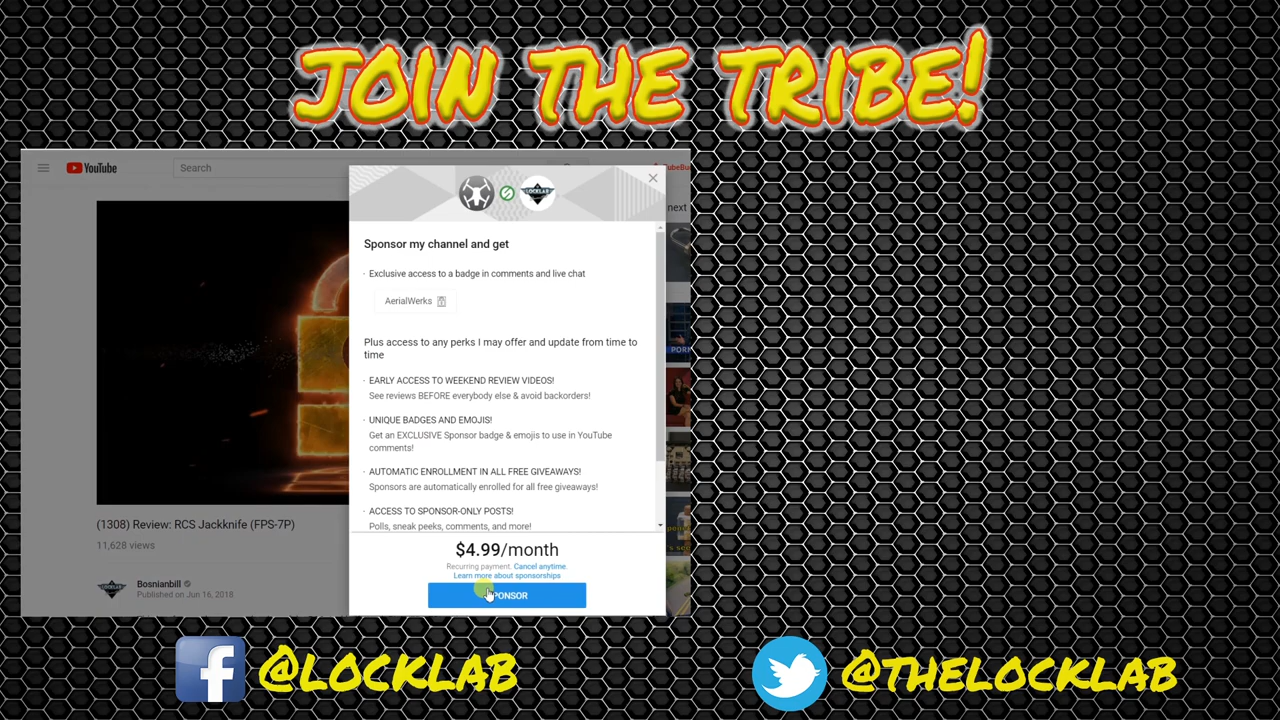 JOIN THE TRIBE!
YouTube
Search
TubeBu
next
LOCKLAB
Sponsor my channel and get
· Exclusive access to a badge in comments and live chat
AerialWerks
Plus access to any perks I may offer and update from time to
time
· EARLY ACCESS TO WEEKEND REVIEW VIDEOS!
See reviews BEFORE everybody else & avoid backorders!
· UNIQUE BADGES AND EMOJIS!
Get an EXCLUSIVE Sponsor badge & emojis to use in YouTube
comments!
· AUTOMATIC ENROLLMENT IN ALL FREE GIVEAWAYS!
Sponsors are automatically enrolled for all free giveaways!
· ACCESS TO SPONSOR-ONLY POSTS!
Polls, sneak peeks, comments, and more!
(1308) Review: RCS Jackknife (FPS-7P)
11,628 views
$4.99/month
Recurring payment. Cancel anytime.
Learn more about sponsorships
SPONSOR
Bosnianbill
Published on Jun 16, 2018
@LOCKLAB
@THELOCKLAB